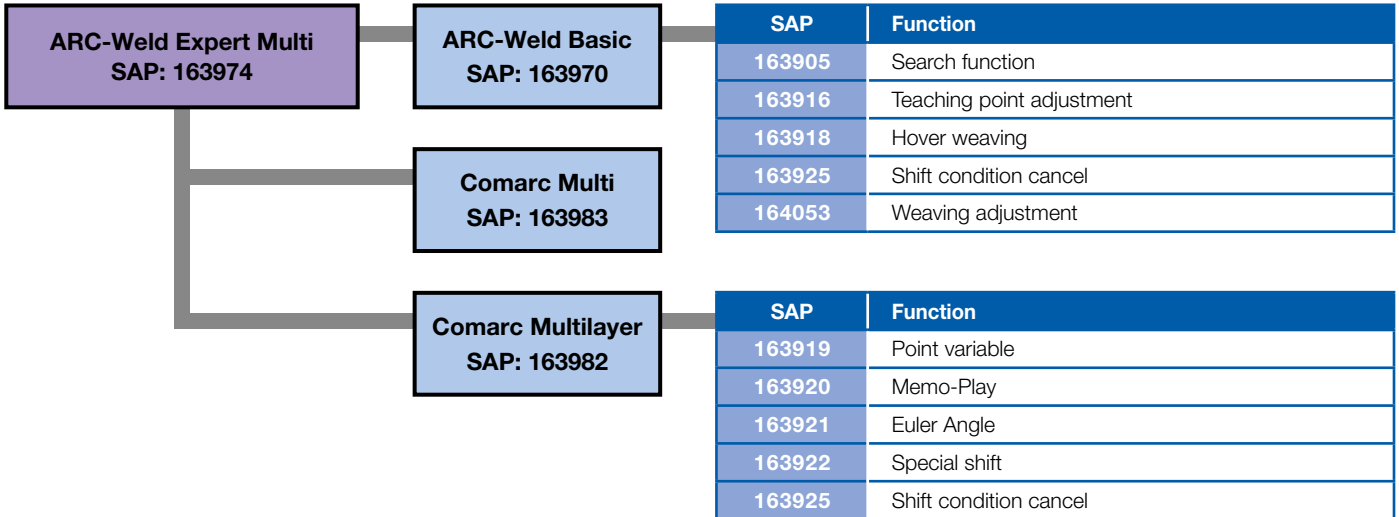 ARC-Weld Expert Multi
SAP: 163974
ARC-Weld Basic
SAP: 163970
SAP Function
163905 Search function
163916 Teaching point adjustment
163918 Hover weaving
163925 Shift condition cancel
164053 Weaving adjustment
Comarc Multi
SAP: 163983
Comarc Multilayer
SAP: 163982
SAP Function
163919 Point variable
163920 Memo-Play
163921 Euler Angle
163922 Special shift
163925 Shift condition cancel